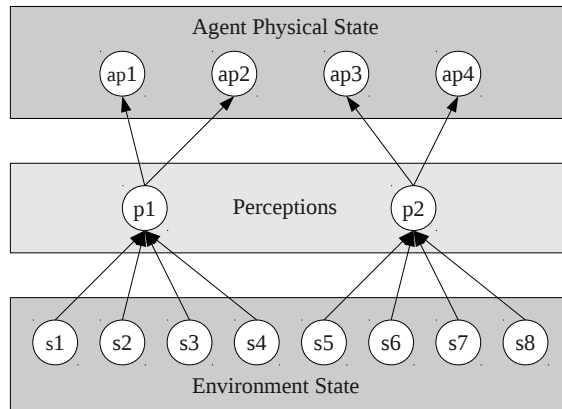 Agent Physical State
ap1 ap2 ap3 ap4
p1 Perceptions p2
s1 s2 s3 s4 s5 s6 s7 s8
Environment State